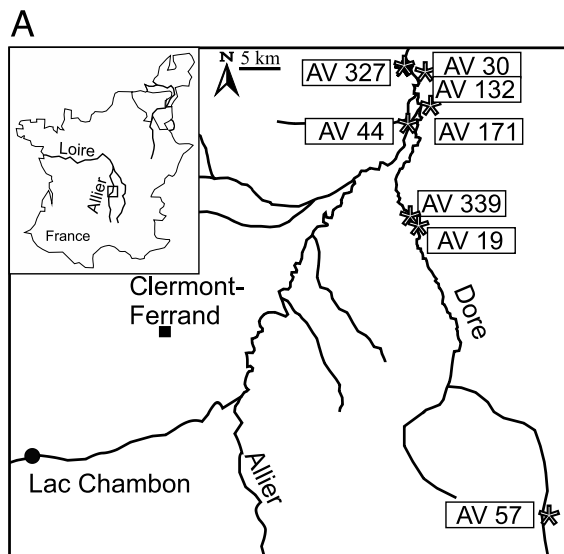 A
N
5 km
AV 327
AV 30
AV 132
AV 44
AV 171
Loire
Allier
France
AV 339
AV 19
Clermont-
Ferrand
Dore
Lac Chambon
Allier
AV 57